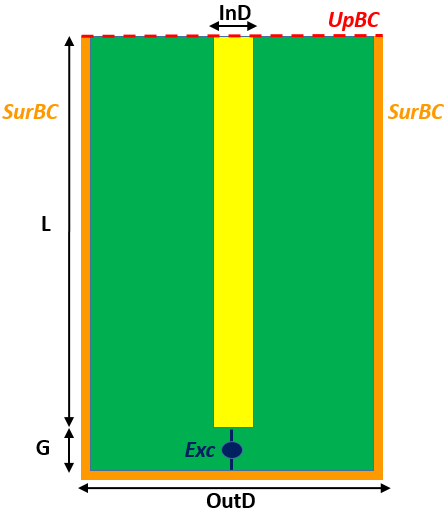 InD
UpBC
SurBC
SurBC
L
G
Exc
OutD